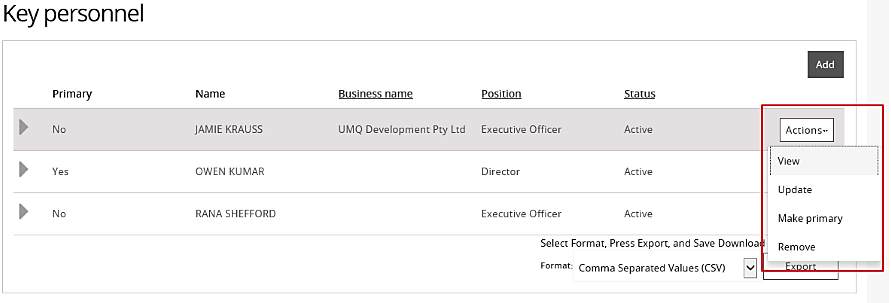 Key personnel
Add
Primary Name Business name Position Status
No JAMIE KRAUSS UMQ Development Pty Ltd Executive Officer Active Actions
View
Yes OWEN KUMAR Director Active
Update
No RANA SHEFFORD Executive Officer Active Make primary
Select Format, Press Export, and Save Download
Remove
Format: Comma Separated Values (CSV) Export